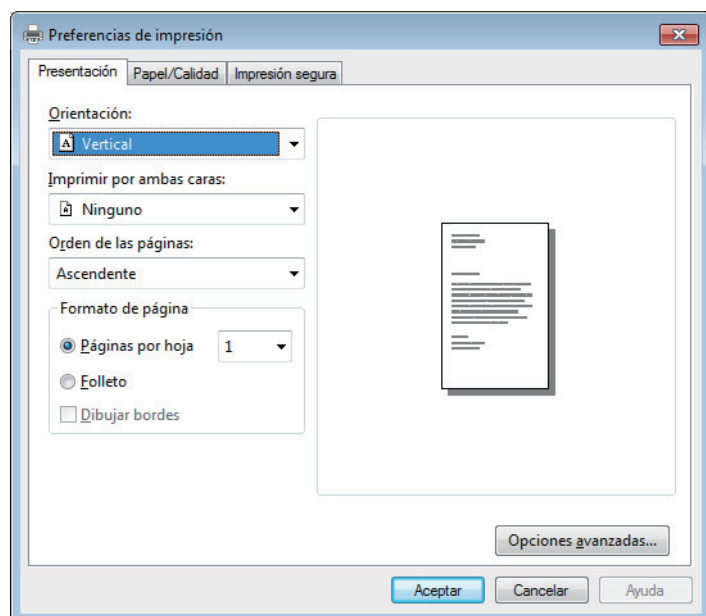 Preferencias de impresión
Presentación Papel/Calidad Impresión segura
Orientación:
A Vertical
Imprimir por ambas caras:
Ninguno
Orden de las páginas:
Ascendente
Formato de página
Páginas por hoja 1
Folleto
Dibujar bordes
Opciones avanzadas...
Aceptar Cancelar Ayuda